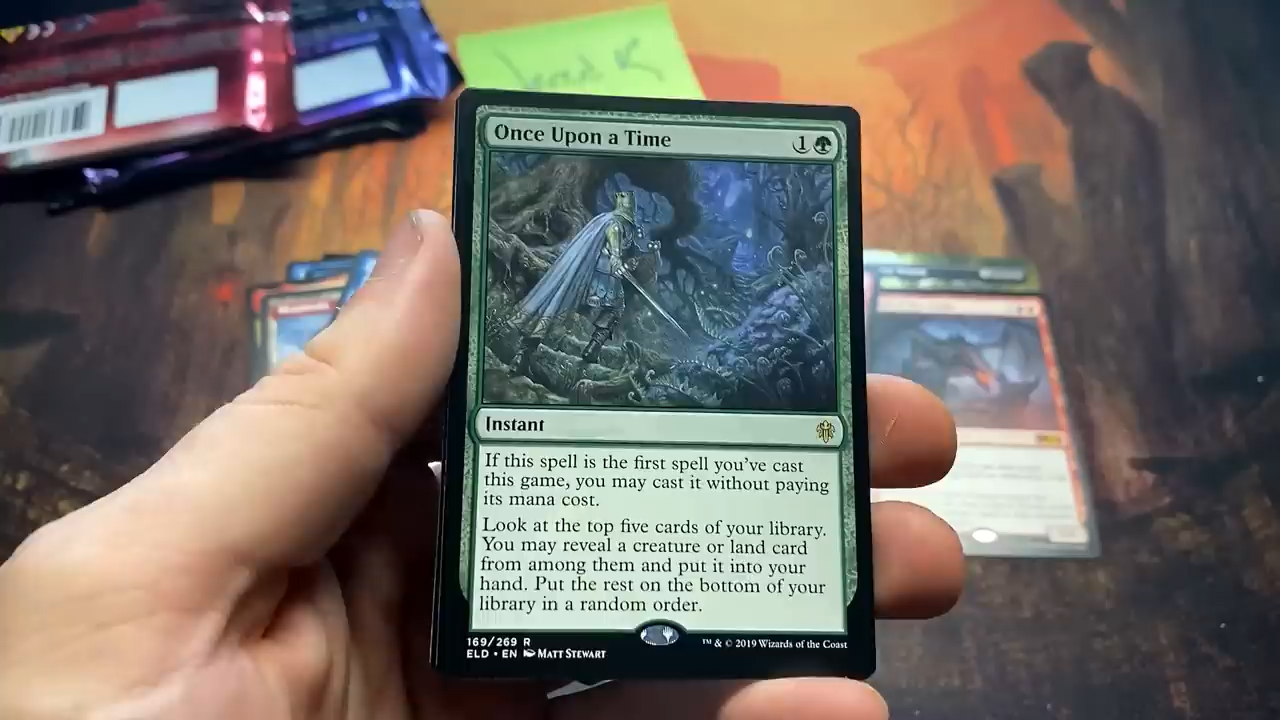 Once Upon a Time 1
Instant
If this spell is the first spell you've cast
this game, you may cast it without paying
its mana cost.
Look at the top five cards of your library.
You may reveal a creature or land card
from among them and put it into your
hand. Put the rest on the bottom of your
library in a random order.
169/269 R
ELD • EN MATT STEWART
™ & © 2019 Wizards of the Coast